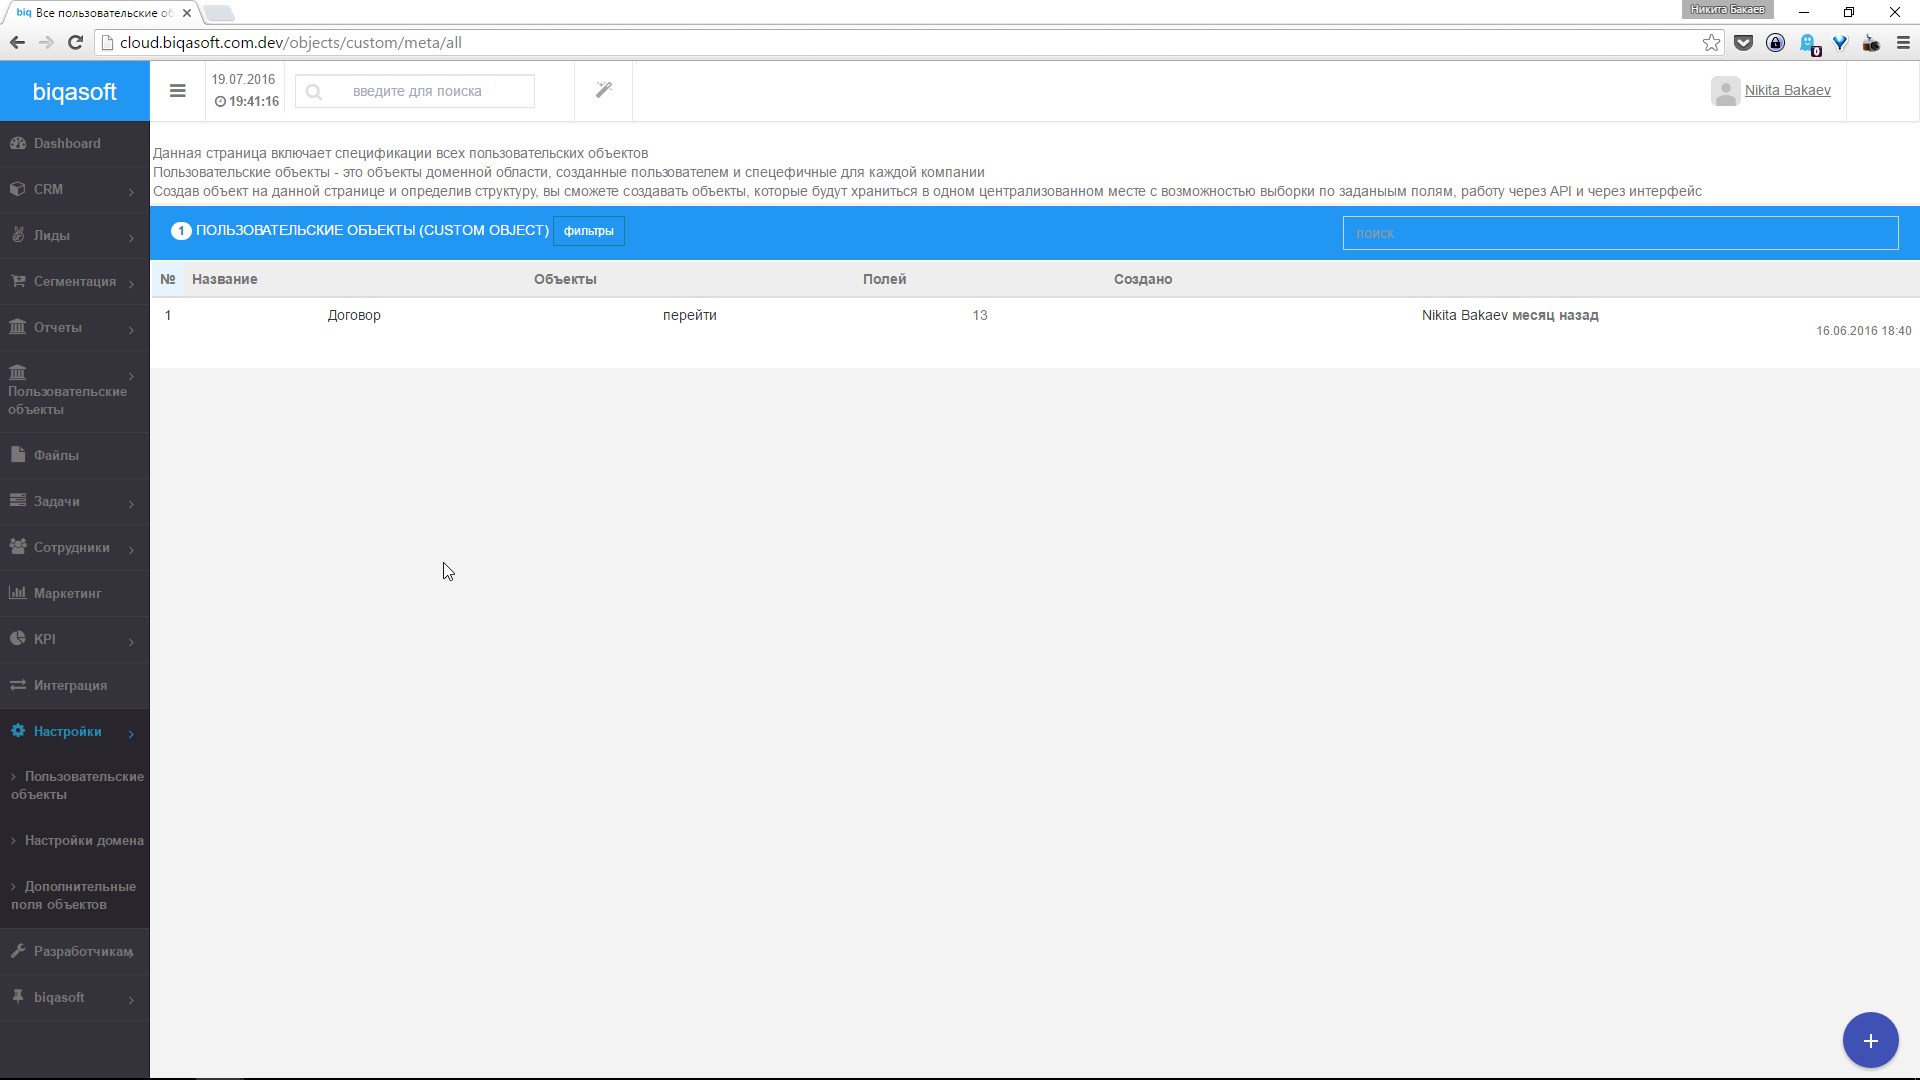 biq Все пользовательские об
Никита Бакаев
cloud.biqasoft.com.dev/objects/custom/meta/all
0
biqasoft
19.07.2016
19:41:16
введите для поиска
Nikita Bakaev
Dashboard
CRM
Лиды
Сегментация
Отчеты
Пользовательские
объекты
Файлы
Задачи
Сотрудники
Маркетинг
KPI
Интеграция
Настройки
Пользовательские
объекты
Настройки домена
Дополнительные
поля объектов
Разработчикам
biqasoft
Данная страница включает спецификации всех пользовательских объектов
Пользовательские объекты - это объекты доменной области, созданные пользователем и спецефичные для каждой компании
Создав объект на данной странице и определив структуру, вы сможете создавать объекты, которые будут храниться в одном централизованном месте с возможностью выборки по заданыым полям, работу через API и через интерфейс
1 ПОЛЬЗОВАТЕЛЬСКИЕ ОБЪЕКТЫ (CUSTOM OBJECT) фильтры
поиск
№ Название Объекты Полей Создано
1 Договор перейти 13 Nikita Bakaev месяц назад
16.06.2016 18:40